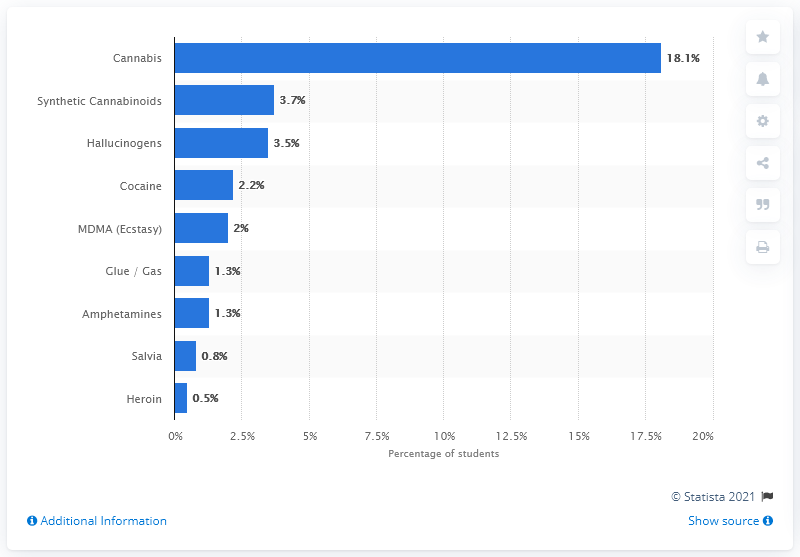 Cannabis 18.1%
Synthetic Cannabinoids 3.7%
Hallucinogens 3.5%
Cocaine 2.2%
MDMA (Ecstasy) 2%
Glue / Gas 1.3%
Amphetamines 1.3%
Salvia 0.8%
Heroin 0.5%
0% 2.5% 5% 7.5% 10% 12.5% 15% 17.5% 20%
Percentage of students
© Statista 2021
Additional Information Show source